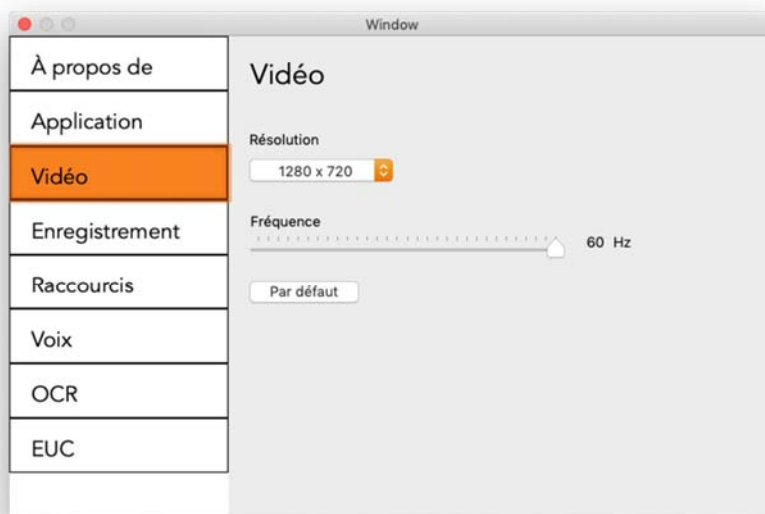 Window
À propos de
Application
Vidéo
Enregistrement
Raccourcis
Voix
OCR
EUC
Vidéo
Résolution
1280 x 720
Fréquence
60 Hz
Par défaut